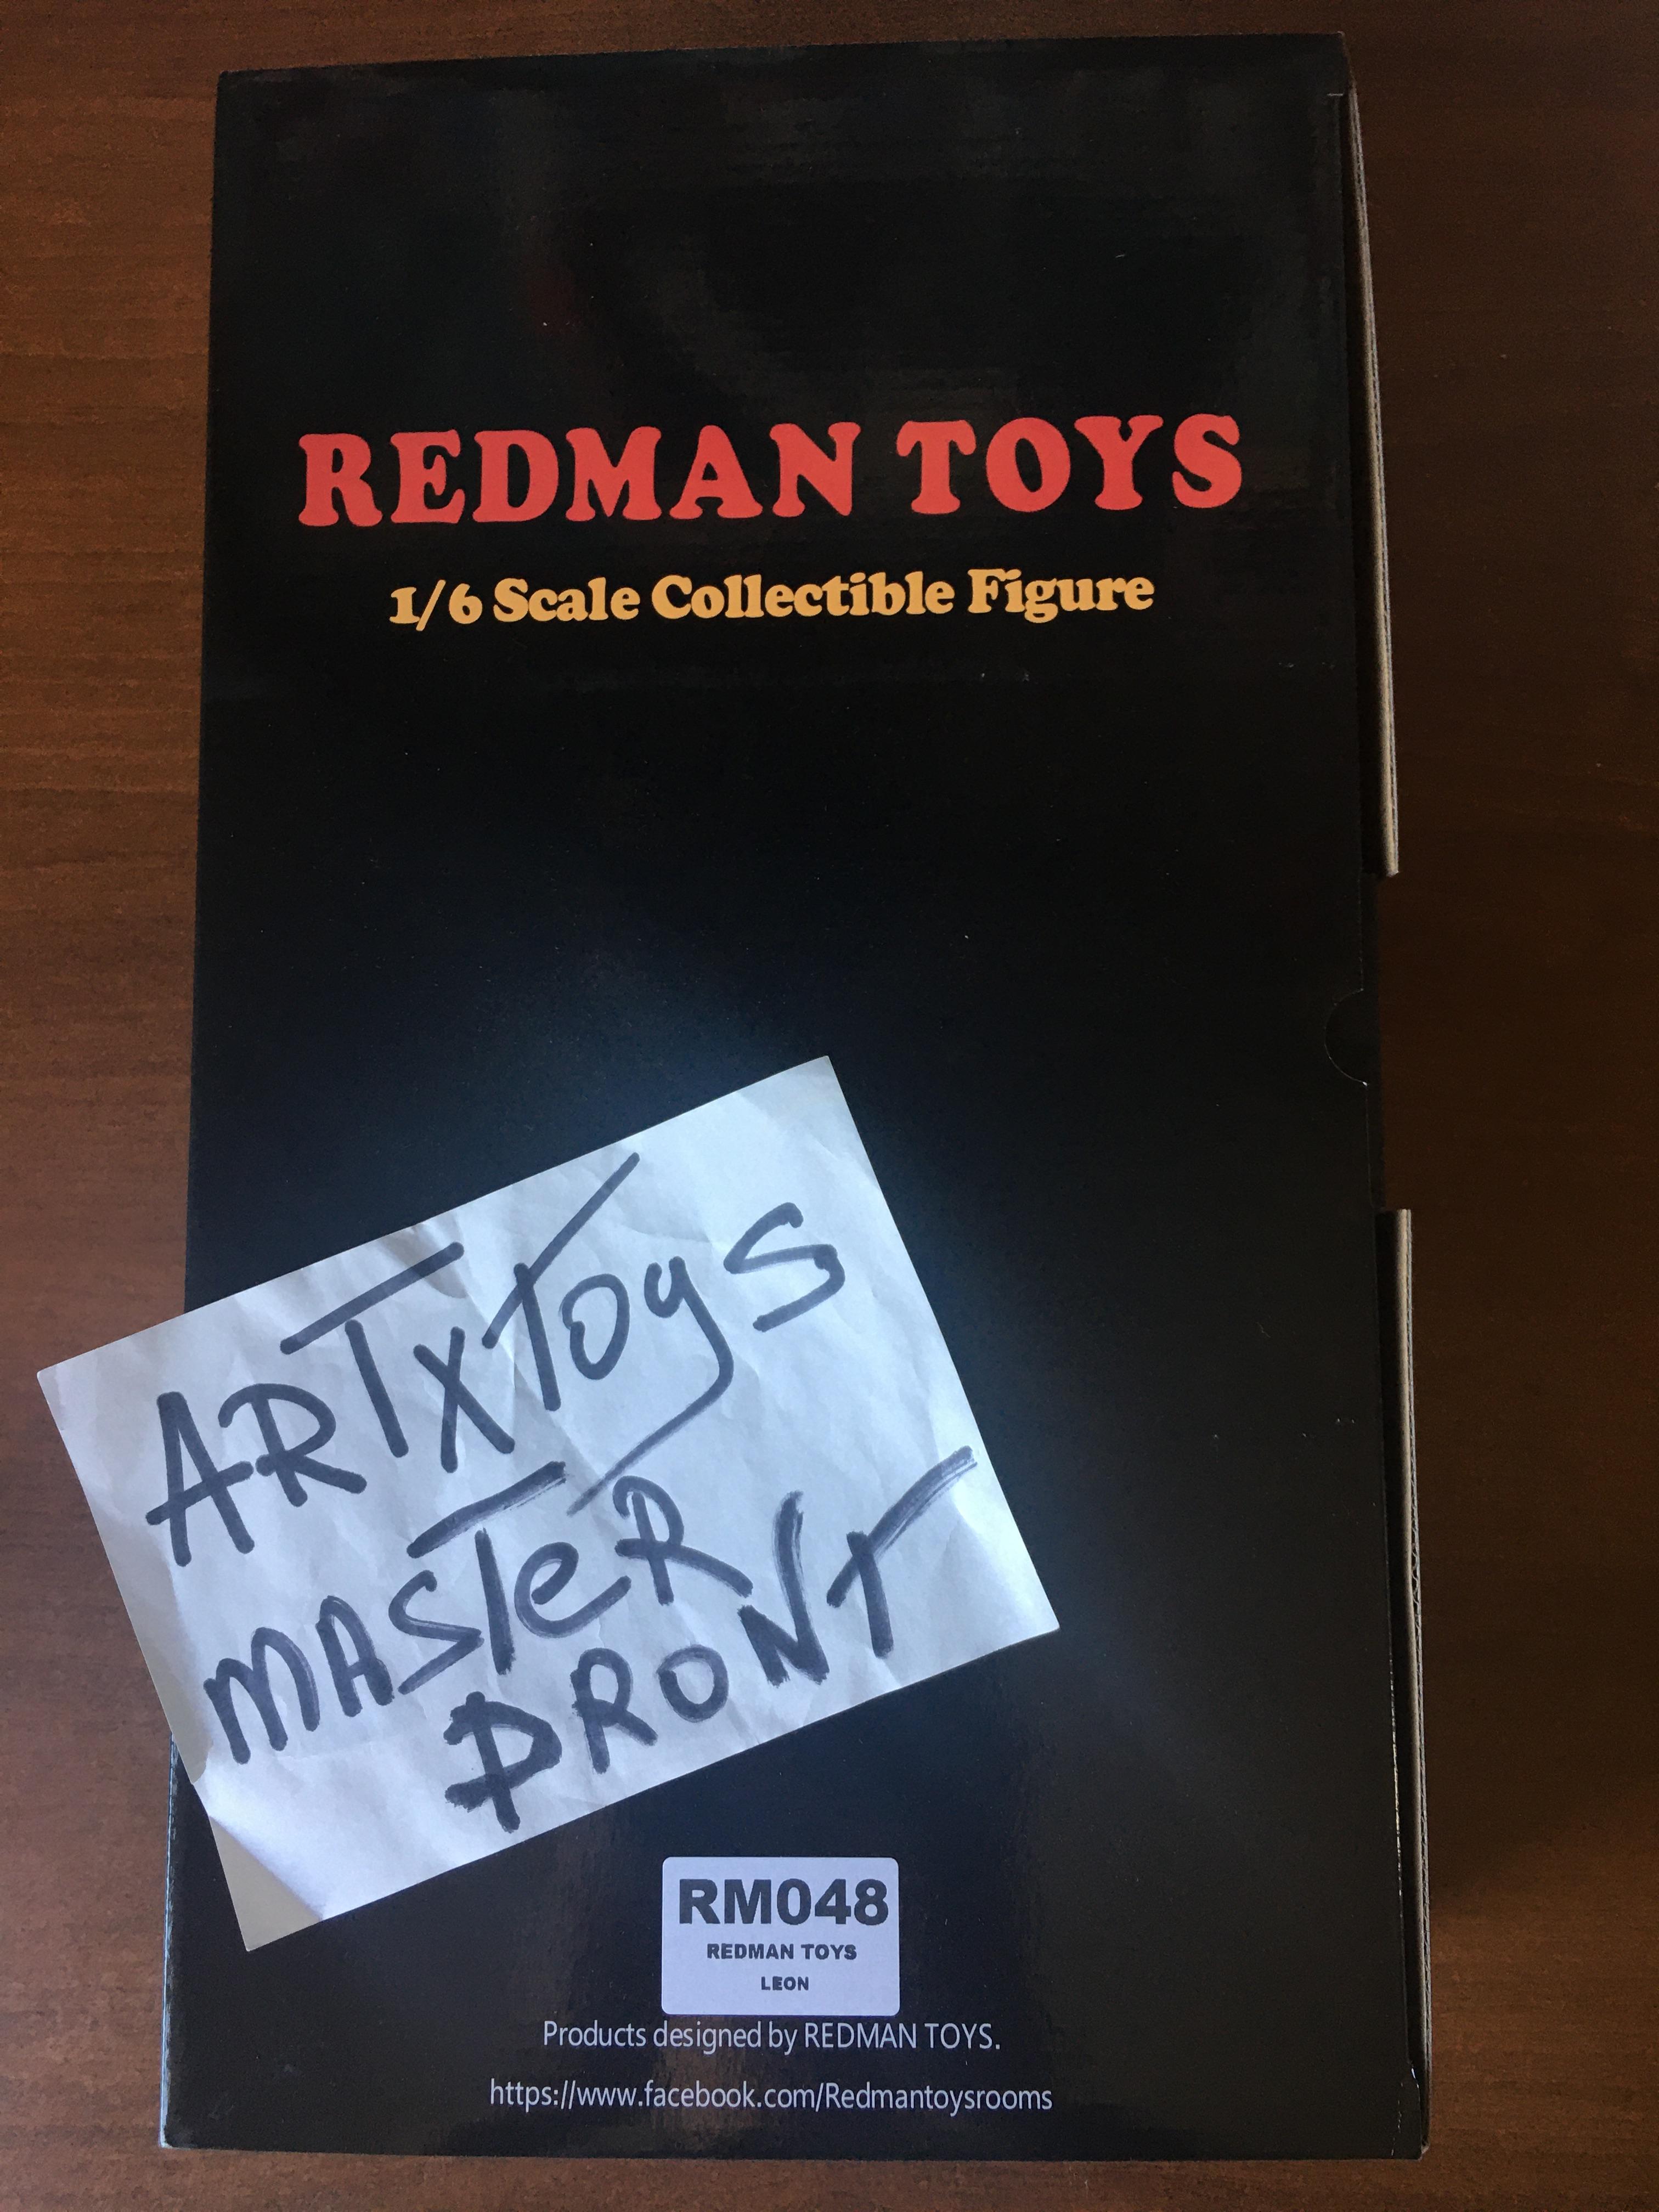 REDMAN TOYS
1/6 Scale Collectible Figure
ARTxToys
MASTeR
DRONT
RM048
REDMAN TOYS
LEON
Products designed by REDMAN TOYS.
https://www.facebook.com/Redmantoysrooms